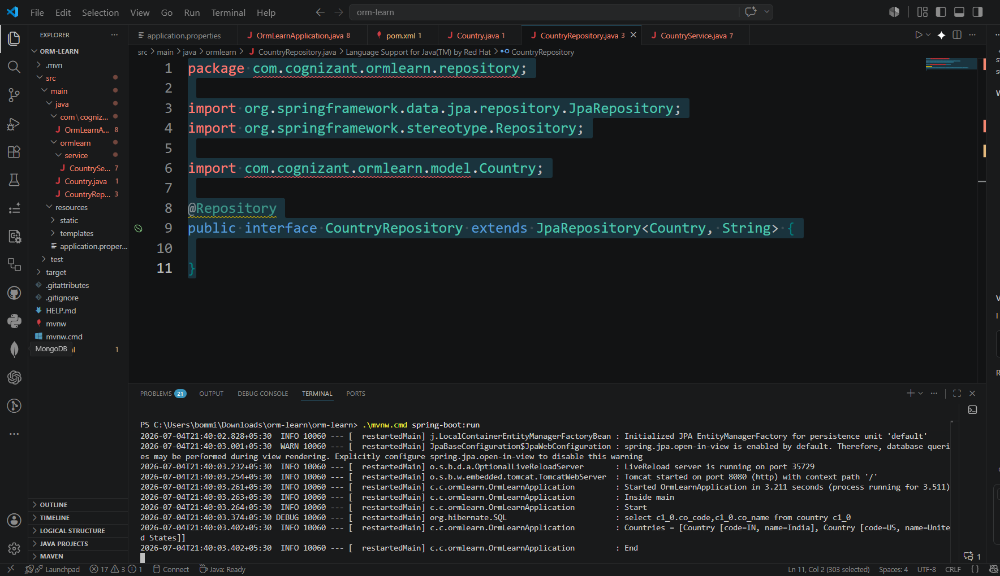 File Edit Selection View Go Run Terminal Help
orm-learn
EXPLORER
ORM-LEARN
.mvn
src
main
java
com\cogniz...
OrmLearnA... 8
ormlearn
service
CountrySe... 7
Country.java 1
CountryRep... 3
resources
static
templates
application.proper...
test
target
.gitattributes
.gitignore
HELP.md
mvnw
mvnw.cmd
MongoDB
1
OUTLINE
TIMELINE
LOGICAL STRUCTURE
JAVA PROJECTS
MAVEN
application.properties OrmLearnApplication.java 8 pom.xml 1 Country.java 1 CountryRepository.java 3 CountryService.java 7
src > main > java > ormlearn > CountryRepository.java > Language Support for Java(TM) by Red Hat > CountryRepository
1 package com.cognizant.ormlearn.repository;
2
3 import org.springframework.data.jpa.repository.JpaRepository;
4 import org.springframework.stereotype.Repository;
5
6 import com.cognizant.ormlearn.model.Country;
7
8 @Repository
9 public interface CountryRepository extends JpaRepository<Country, String> {
10
11 }
PROBLEMS 21 OUTPUT DEBUG CONSOLE TERMINAL PORTS
PS C:\Users\bommi\Downloads\orm-learn\orm-learn> .\mvnw.cmd spring-boot:run
2026-07-04T21:40:02.828+05:30  INFO 10060 --- [  restartedMain] j.LocalContainerEntityManagerFactoryBean : Initialized JPA EntityManagerFactory for persistence unit 'default'
2026-07-04T21:40:03.001+05:30  WARN 10060 --- [  restartedMain] JpaBaseConfiguration$JpaWebConfiguration : spring.jpa.open-in-view is enabled by default. Therefore, database queri
es may be performed during view rendering. Explicitly configure spring.jpa.open-in-view to disable this warning
2026-07-04T21:40:03.232+05:30  INFO 10060 --- [  restartedMain] o.s.b.d.a.OptionalLiveReloadServer       : LiveReload server is running on port 35729
2026-07-04T21:40:03.254+05:30  INFO 10060 --- [  restartedMain] o.s.b.w.embedded.tomcat.TomcatWebServer  : Tomcat started on port 8080 (http) with context path '/'
2026-07-04T21:40:03.261+05:30  INFO 10060 --- [  restartedMain] c.c.ormlearn.OrmLearnApplication         : Started OrmLearnApplication in 3.211 seconds (process running for 3.511)
2026-07-04T21:40:03.263+05:30  INFO 10060 --- [  restartedMain] c.c.ormlearn.OrmLearnApplication         : Inside main
2026-07-04T21:40:03.264+05:30  INFO 10060 --- [  restartedMain] c.c.ormlearn.OrmLearnApplication         : Start
2026-07-04T21:40:03.374+05:30 DEBUG 10060 --- [  restartedMain] org.hibernate.SQL                        : select c1_0.co_code,c1_0.co_name from country c1_0
2026-07-04T21:40:03.402+05:30  INFO 10060 --- [  restartedMain] c.c.ormlearn.OrmLearnApplication         : Countries = [Country [code=IN, name=India], Country [code=US, name=Unite
d States]]
2026-07-04T21:40:03.402+05:30  INFO 10060 --- [  restartedMain] c.c.ormlearn.OrmLearnApplication         : End
1
Launchpad 17 3 1 Connect Java: Ready Ln 11, Col 2 (303 selected) Spaces: 4 UTF-8 CRLF { }